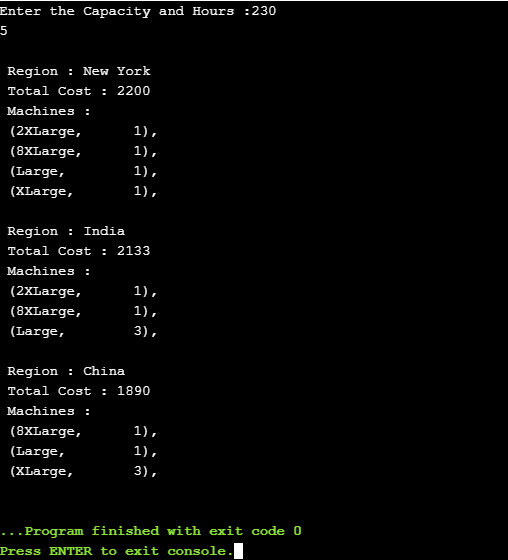 Enter the Capacity and Hours :230
5
Region : New York
Total Cost : 2200
Machines :
(2XLarge,      1),
(8XLarge,      1),
(Large,        1),
(XLarge,       1),
Region : India
Total Cost : 2133
Machines :
(2XLarge,      1),
(8XLarge,      1),
(Large,        3),
Region : China
Total Cost : 1890
Machines :
(8XLarge,      1),
(Large,        1),
(XLarge,       3),
...Program finished with exit code 0
Press ENTER to exit console.